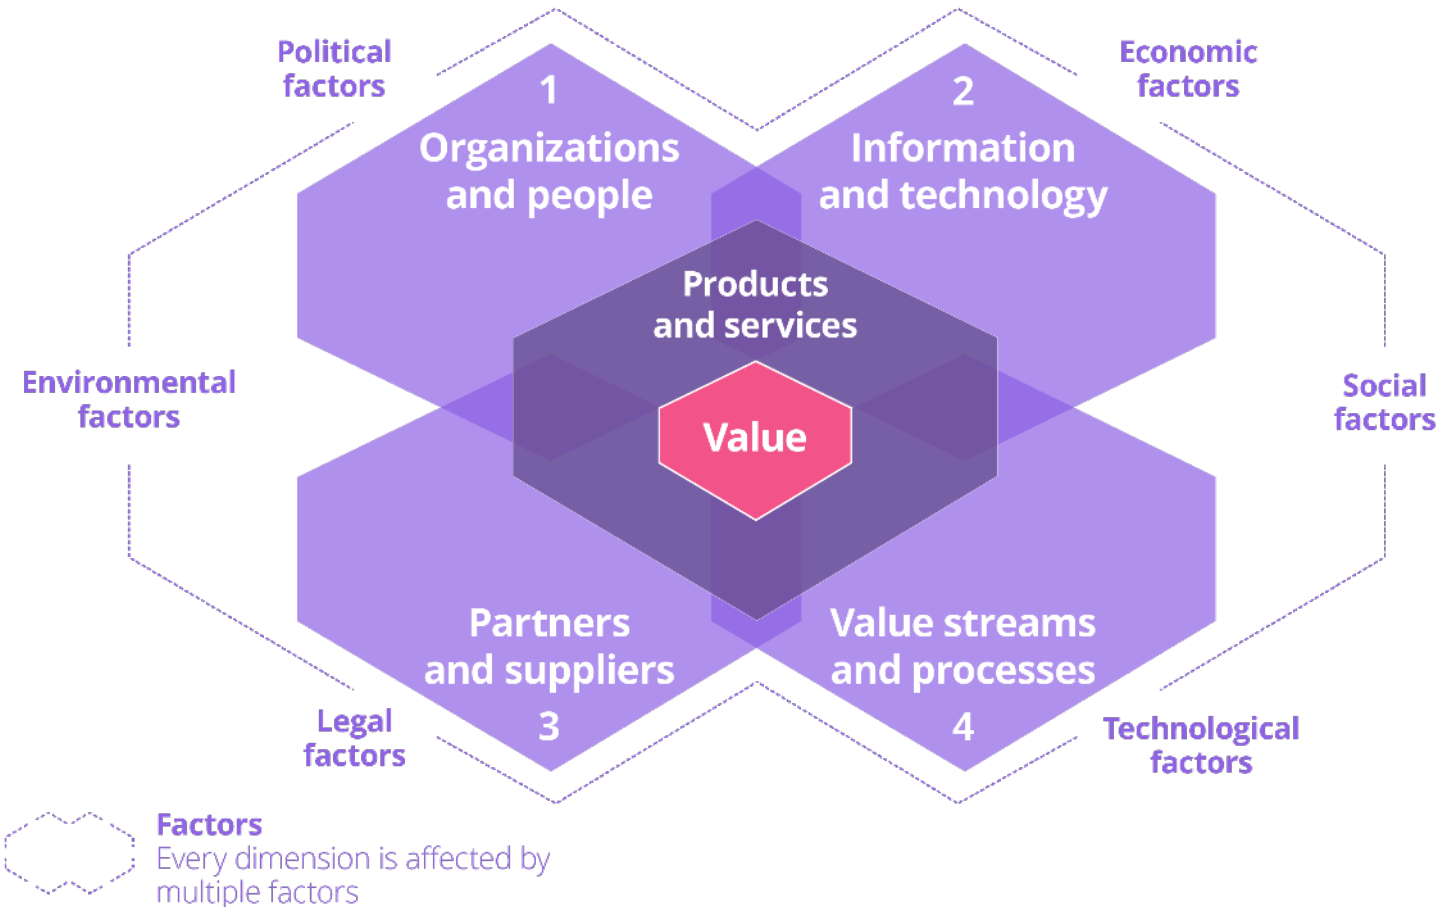 Political
factors
Economic
factors
1
Organizations
and people
2
Information
and technology
Products
and services
Value
Environmental
factors
Social
factors
Partners
and suppliers
3
Value streams
and processes
4
Legal
factors
Technological
factors
Factors
Every dimension is affected by
multiple factors